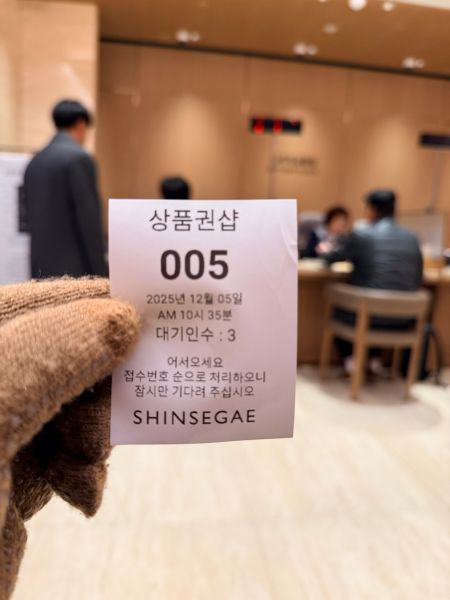 상품권샵
005
2025년 12월 05일
AM 10시 35분
대기인수 : 3
어서오세요
접수번호 순으로 처리하오니
잠시만 기다려 주십시오
SHINSEGAE